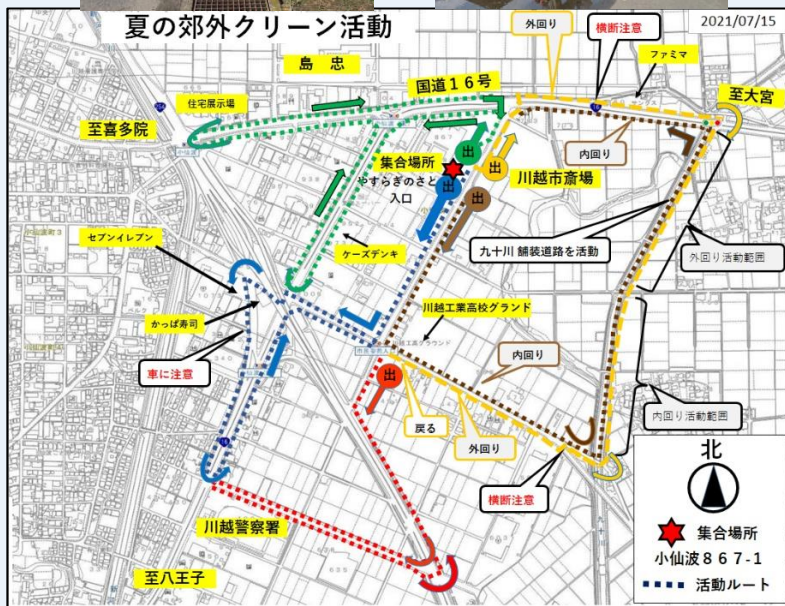 夏の郊外クリーン活動
2021/07/15
島 忠
外回り
横断注意
ファミマ
国道１６号
至大宮
住宅展示場
至喜多院
内回り
集合場所
やすらぎのさと
入口
出
出
出
出
川越市斎場
セブンイレブン
ケーズデンキ
九十川 舗装道路を活動
外回り活動範囲
かっぱ寿司
川越工業高校グランド
車に注意
内回り
内回り活動範囲
出
戻る
外回り
横断注意
川越警察署
至八王子
北
集合場所
小仙波８６７-1
活動ルート